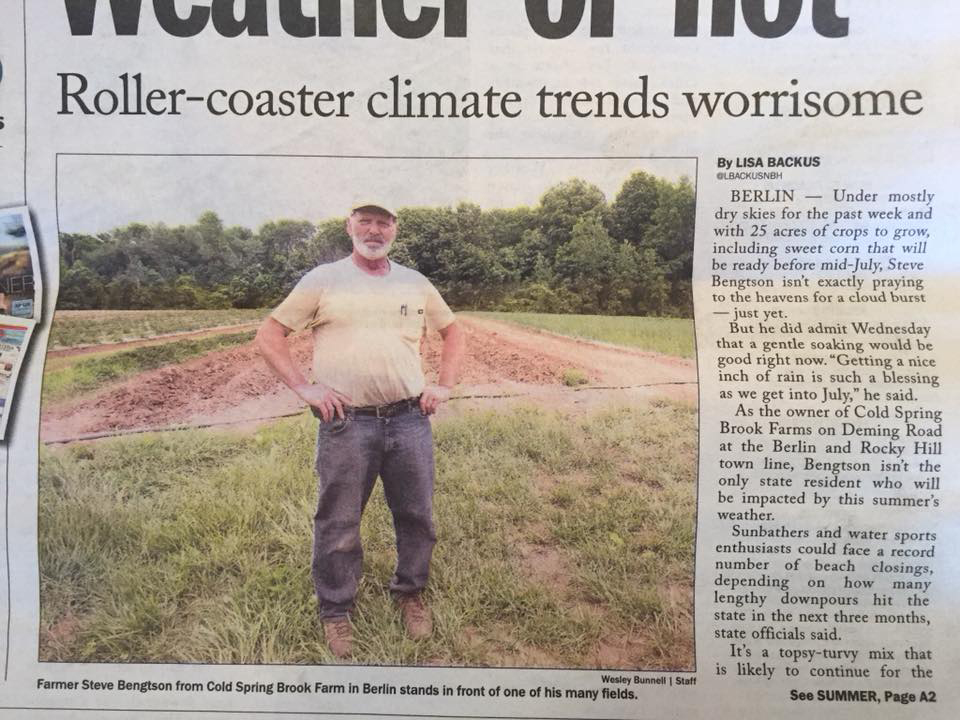 Weather or not
Roller-coaster climate trends worrisome
By LISA BACKUS
@LBACKUSNBH
BERLIN — Under mostly
dry skies for the past week and
with 25 acres of crops to grow,
including sweet corn that will
be ready before mid-July, Steve
Bengtson isn't exactly praying
to the heavens for a cloud burst
— just yet.
But he did admit Wednesday
that a gentle soaking would be
good right now. “Getting a nice
inch of rain is such a blessing
as we get into July,” he said.
As the owner of Cold Spring
Brook Farms on Deming Road
at the Berlin and Rocky Hill
town line, Bengtson isn't the
only state resident who will
be impacted by this summer's
weather.
Sunbathers and water sports
enthusiasts could face a record
number of beach closings,
depending on how many
lengthy downpours hit the
state in the next three months,
state officials said.
It's a topsy-turvy mix that
is likely to continue for the
See SUMMER, Page A2
Wesley Bunnell | Staff
Farmer Steve Bengtson from Cold Spring Brook Farm in Berlin stands in front of one of his many fields.